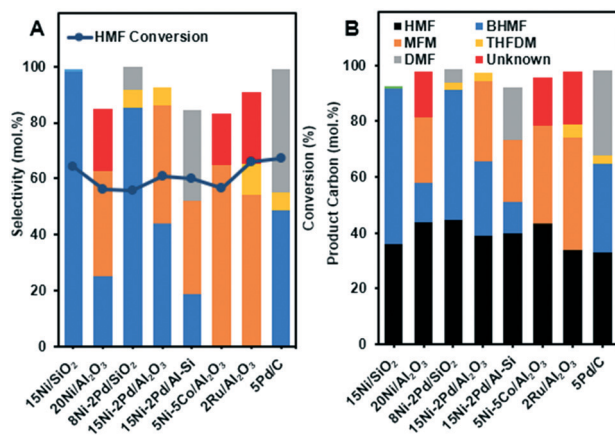 A
HMF Conversion
100
80
60
40
20
0
Selectivity (mol.%)
Conversion (%)
15Ni/SiO₂
20Ni/Al₂O₃
8Ni-2Pd/SiO₂
15Ni-2Pd/Al₂O₃
15Ni-2Pd/Al-Si
5Ni-5Co/Al₂O₃
2Ru/Al₂O₃
5Pd/C
B
HMF BHMF
MFM THFDM
DMF Unknown
100
80
60
40
20
0
Product Carbon (mol.%)
15Ni/SiO₂
20Ni/Al₂O₃
8Ni-2Pd/SiO₂
15Ni-2Pd/Al₂O₃
15Ni-2Pd/Al-Si
5Ni-5Co/Al₂O₃
2Ru/Al₂O₃
5Pd/C